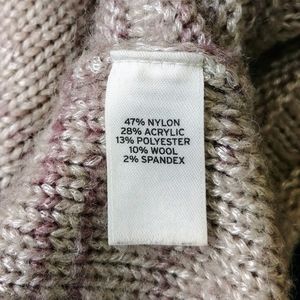 47% NYLON
28% ACRYLIC
13% POLYESTER
10% WOOL
2% SPANDEX